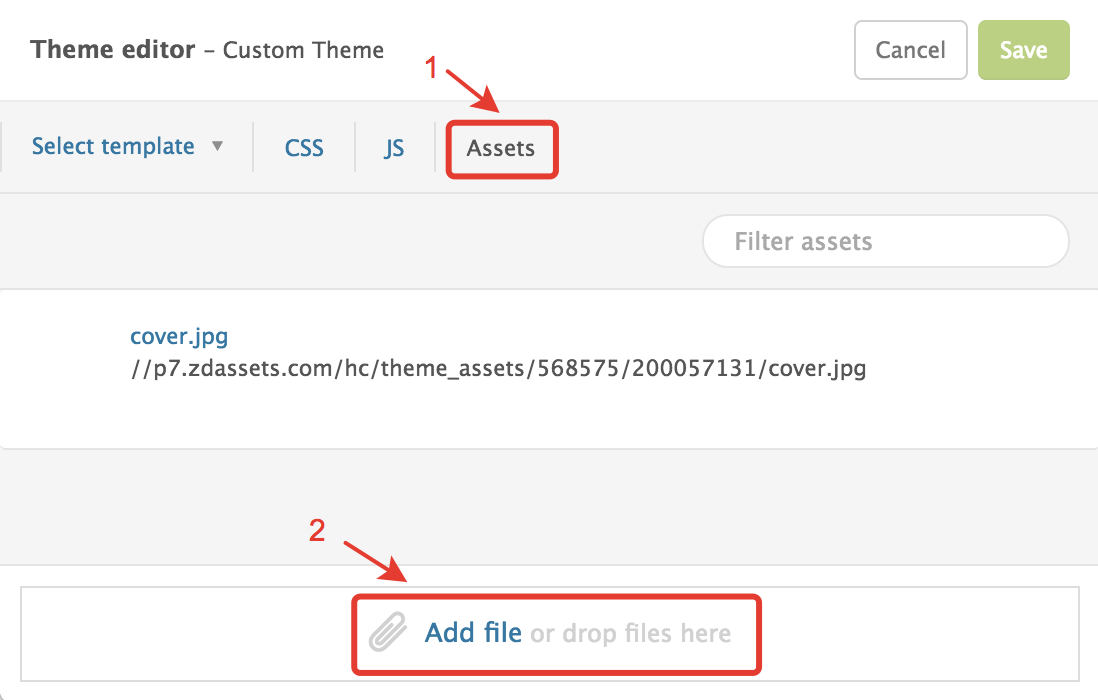 Theme editor – Custom Theme
Cancel
Save
1
Select template ▼
CSS
JS
Assets
Filter assets
cover.jpg
//p7.zdassets.com/hc/theme_assets/568575/200057131/cover.jpg
2
Add file or drop files here